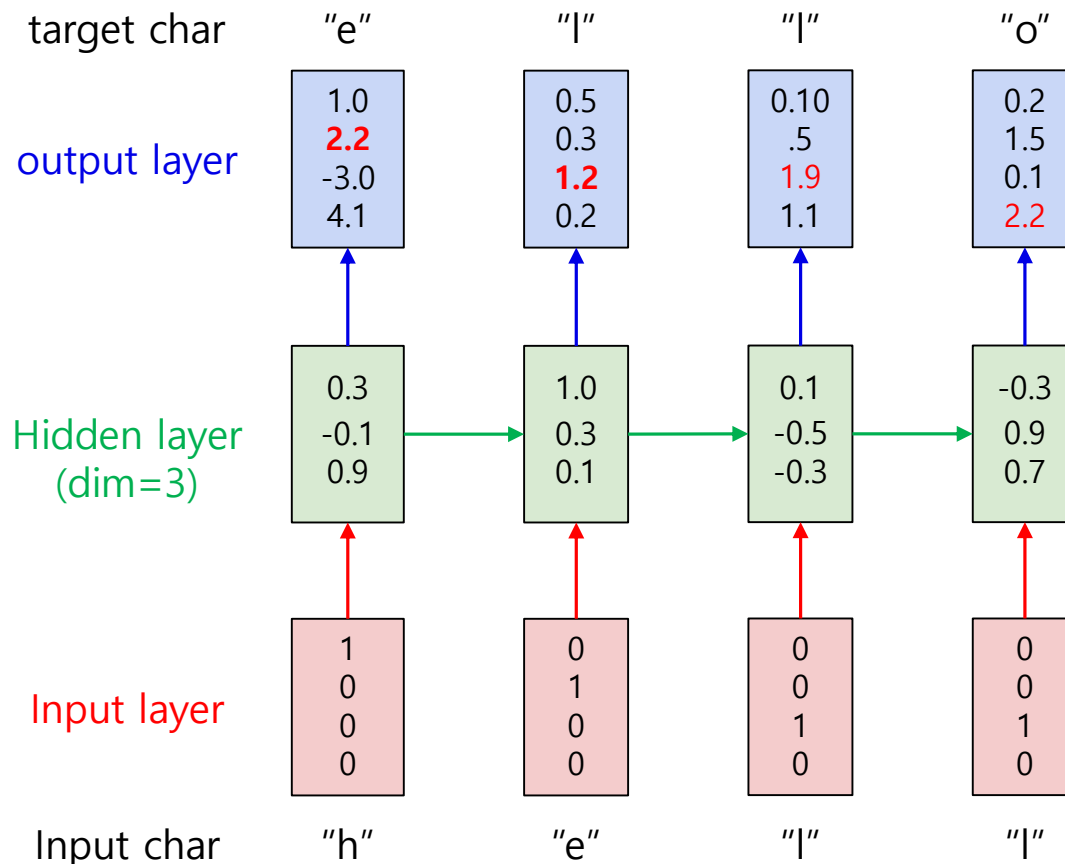 target char "e" "l" "l" "o"
1.0 0.5 0.10 0.2
2.2 0.3 .5 1.5
output layer -3.0 1.2 1.9 0.1
4.1 0.2 1.1 2.2
0.3 1.0 0.1 -0.3
Hidden layer -0.1 0.3 -0.5 0.9
(dim=3) 0.9 0.1 -0.3 0.7
1 0 0 0
0 1 0 0
Input layer 0 0 1 1
0 0 0 0
Input char "h" "e" "l" "l"